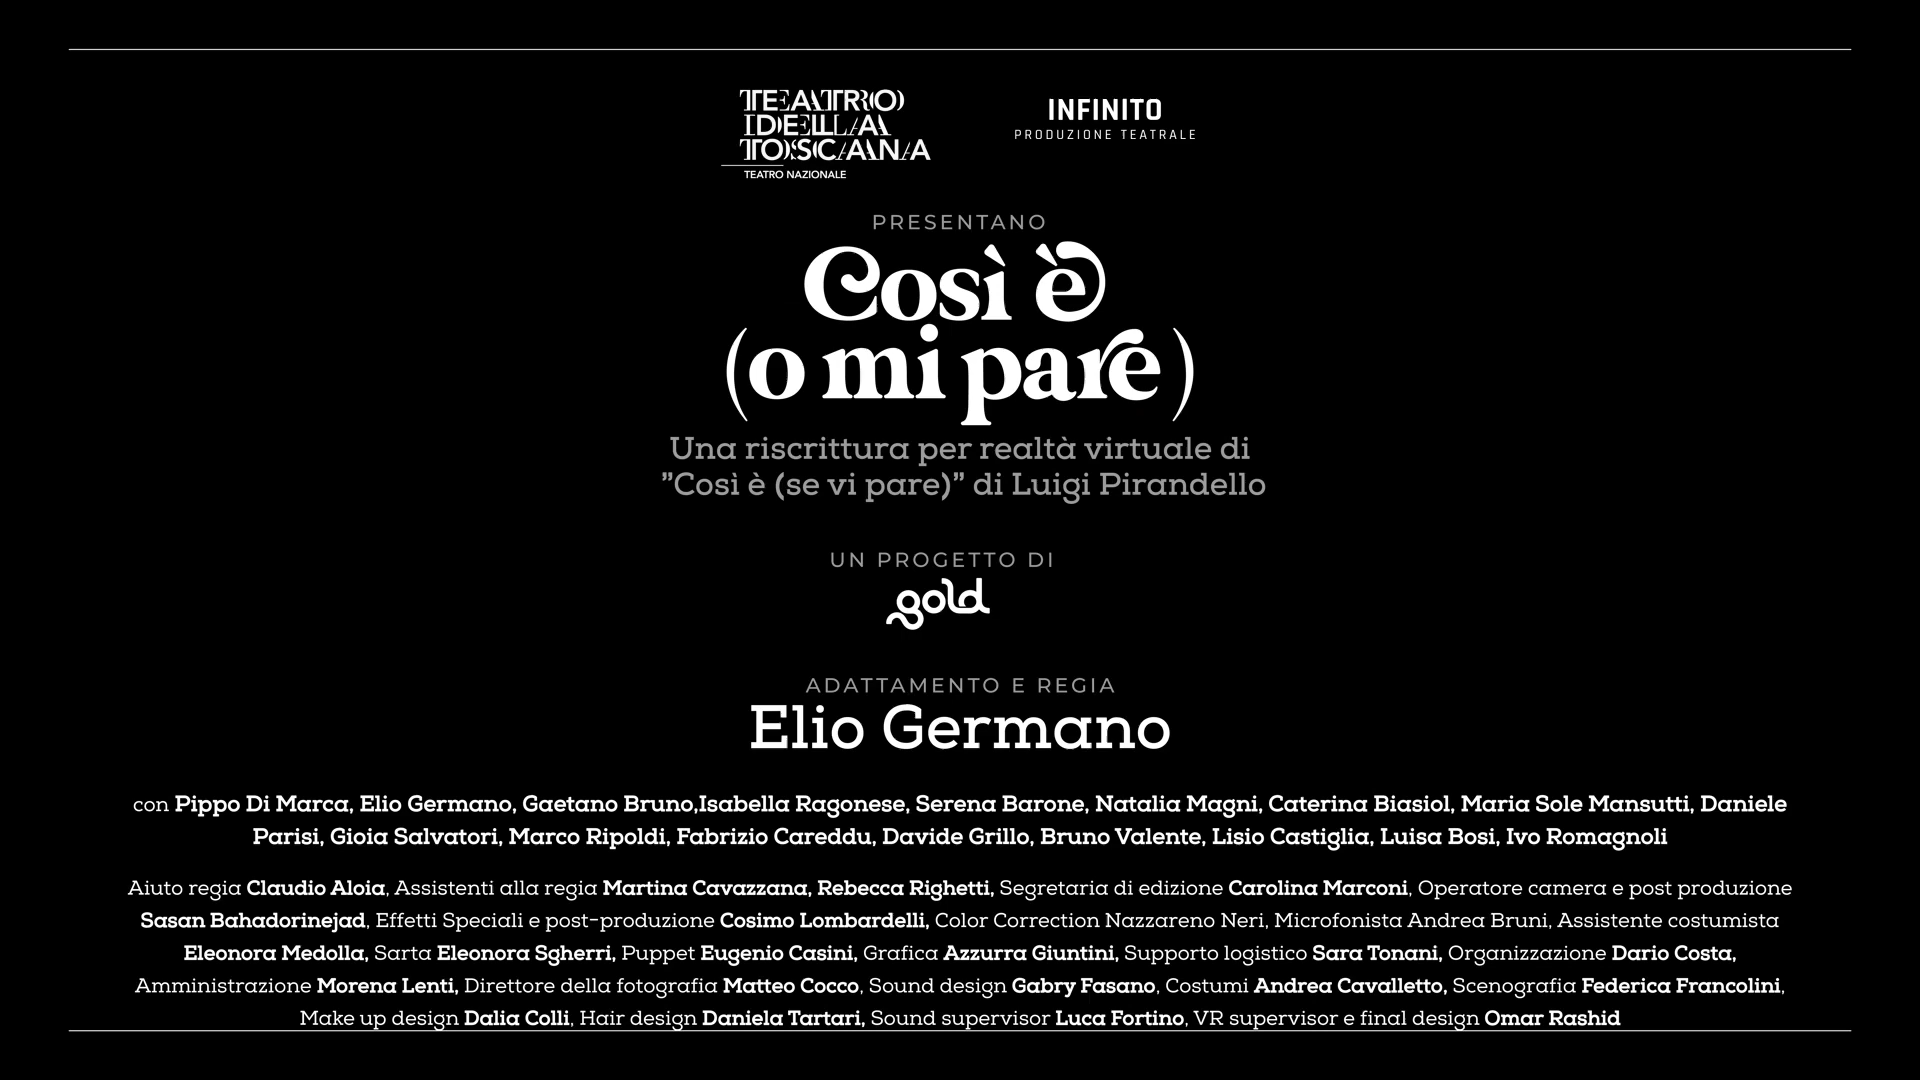 TEATRO
DELLA
TOSCANA
TEATRO NAZIONALE
INFINITO
PRODUZIONE TEATRALE
PRESENTANO
Così è
(o mi pare)
Una riscrittura per realtà virtuale di
”Così è (se vi pare)” di Luigi Pirandello
UN PROGETTO DI
gold
ADATTAMENTO E REGIA
Elio Germano
con Pippo Di Marca, Elio Germano, Gaetano Bruno,Isabella Ragonese, Serena Barone, Natalia Magni, Caterina Biasiol, Maria Sole Mansutti, Daniele
Parisi, Gioia Salvatori, Marco Ripoldi, Fabrizio Careddu, Davide Grillo, Bruno Valente, Lisio Castiglia, Luisa Bosi, Ivo Romagnoli
Aiuto regia Claudio Aloia, Assistenti alla regia Martina Cavazzana, Rebecca Righetti, Segretaria di edizione Carolina Marconi, Operatore camera e post produzione
Sasan Bahadorinejad, Effetti Speciali e post-produzione Cosimo Lombardelli, Color Correction Nazzareno Neri, Microfonista Andrea Bruni, Assistente costumista
Eleonora Medolla, Sarta Eleonora Sgherri, Puppet Eugenio Casini, Grafica Azzurra Giuntini, Supporto logistico Sara Tonani, Organizzazione Dario Costa,
Amministrazione Morena Lenti, Direttore della fotografia Matteo Cocco, Sound design Gabry Fasano, Costumi Andrea Cavalletto, Scenografia Federica Francolini,
Make up design Dalia Colli, Hair design Daniela Tartari, Sound supervisor Luca Fortino, VR supervisor e final design Omar Rashid